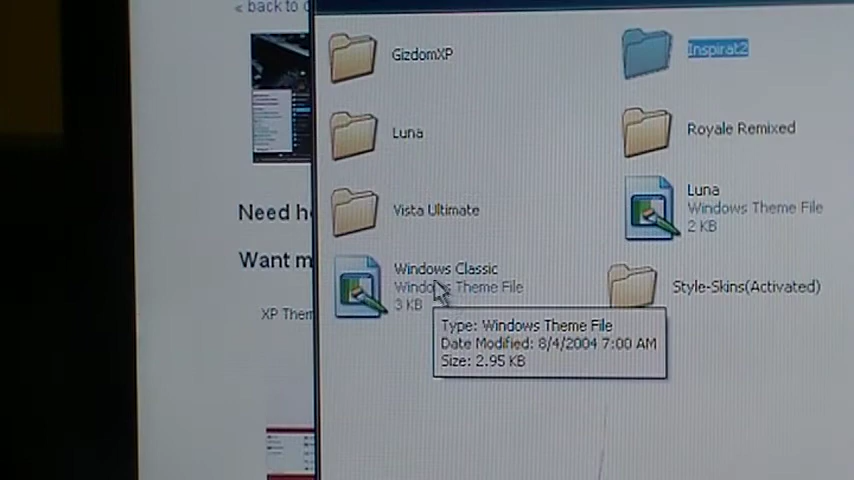 « back to
GizdomXP
Inspirat2
Luna
Royale Remixed
Vista Ultimate
Luna
Windows Theme File
2 KB
Windows Classic
Windows Theme File
3 KB
Style-Skins(Activated)
Type: Windows Theme File
Date Modified: 8/4/2004 7:00 AM
Size: 2.95 KB
Need
Want
XP